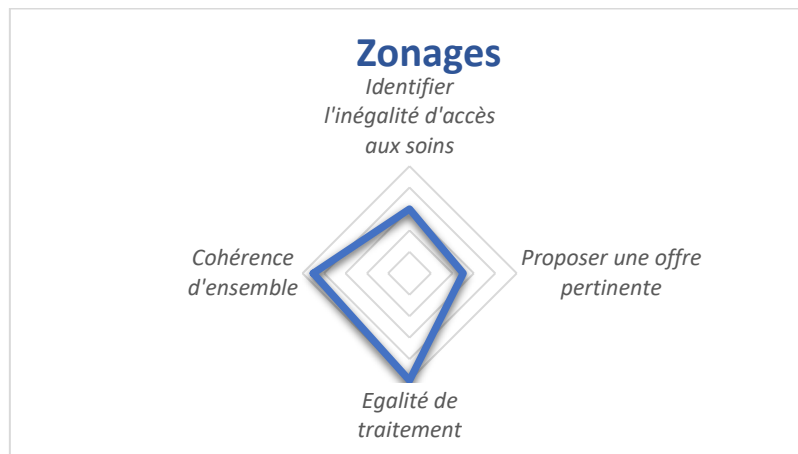 Zonages
Identifier
l'inégalité d'accès
aux soins
Cohérence
d'ensemble
Proposer une offre
pertinente
Egalité de
traitement